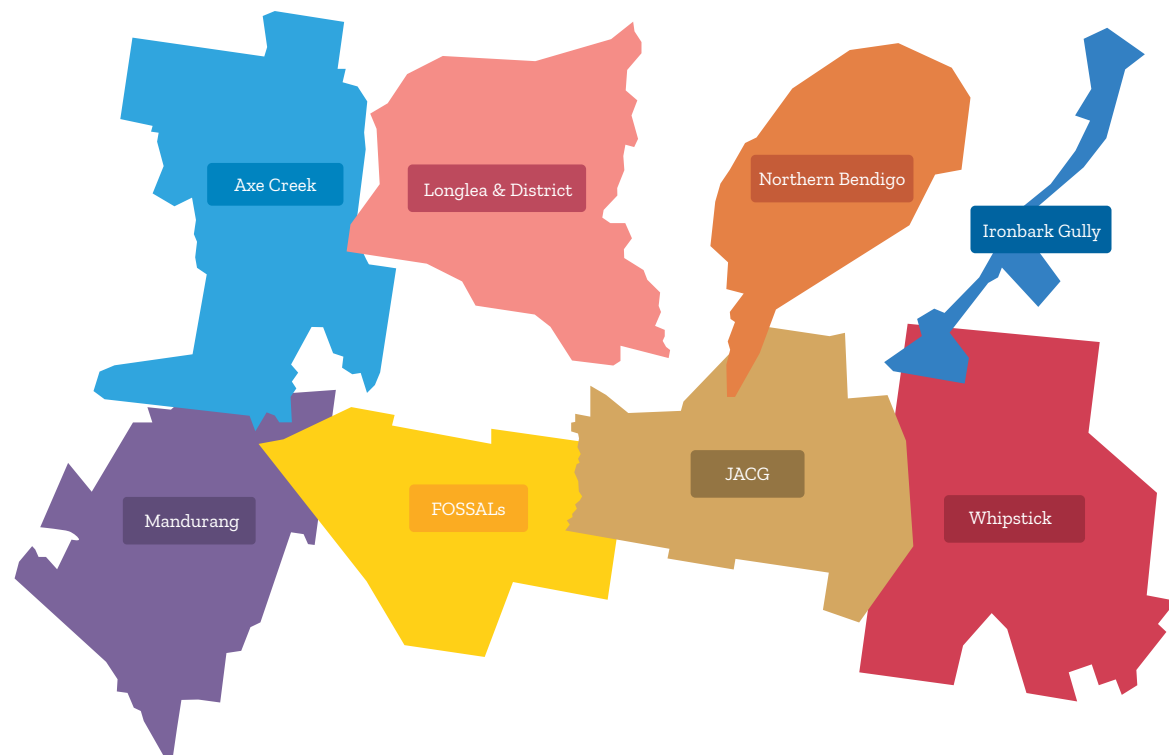 Axe Creek
Longlea & District
Northern Bendigo
Ironbark Gully
Mandurang
FOSSALs
JACG
Whipstick